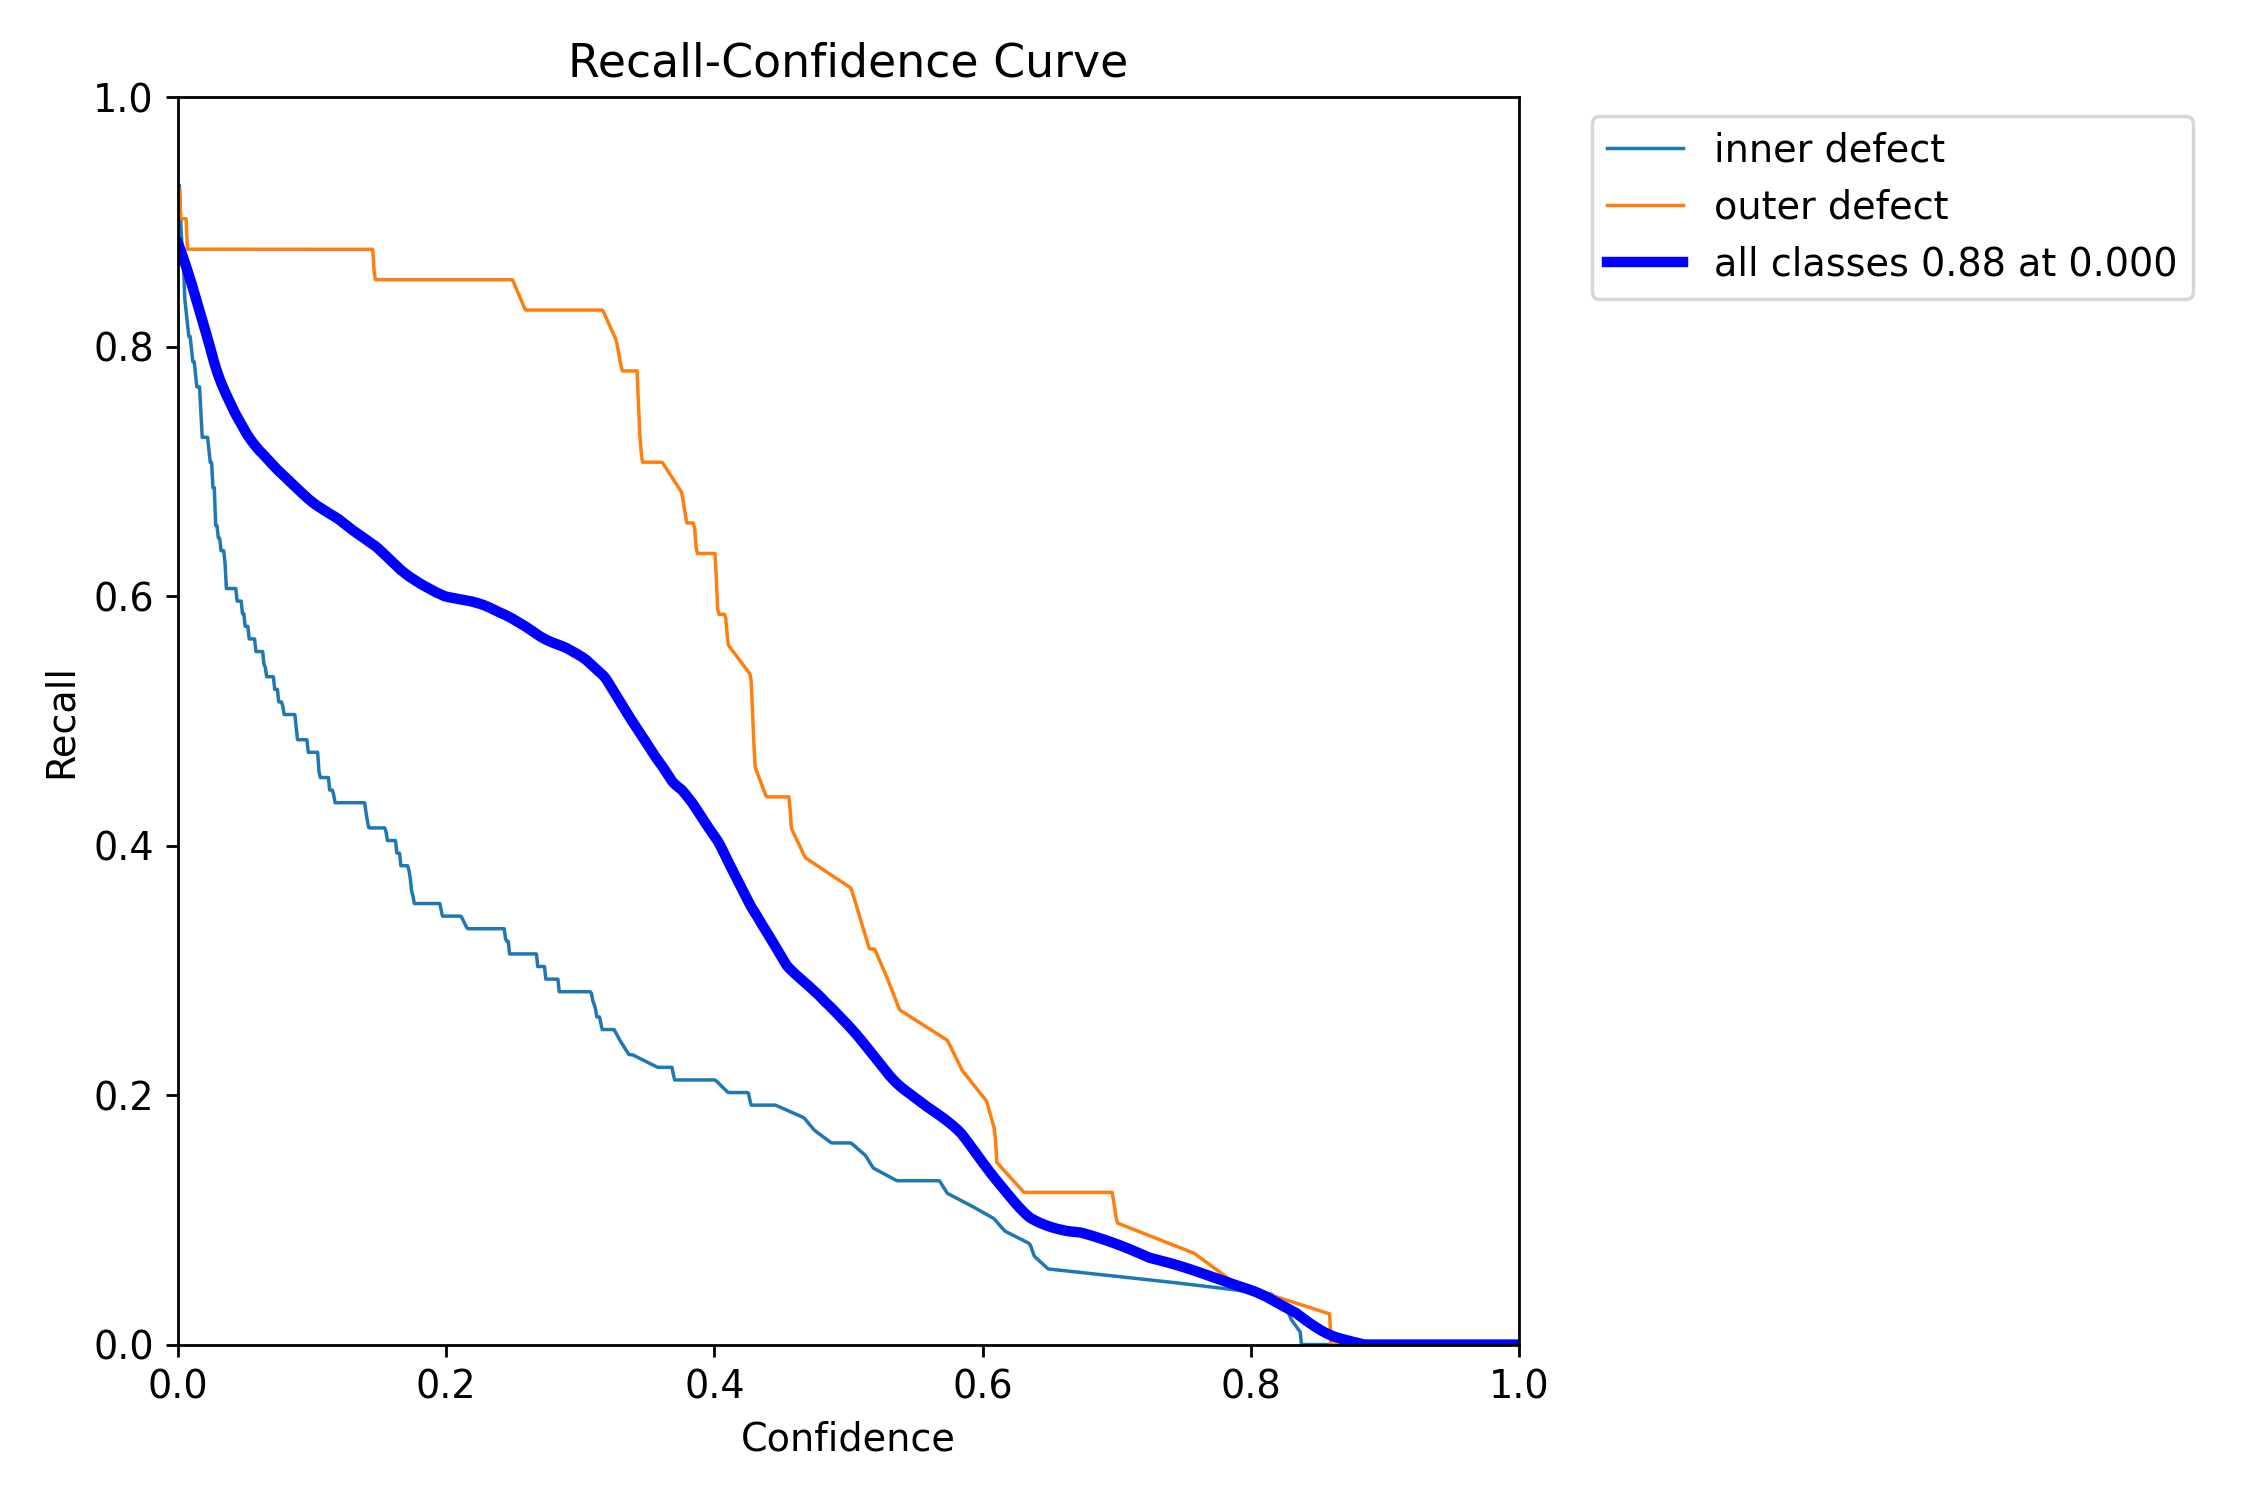 Recall-Confidence Curve
1.0
0.8
0.6
0.4
0.2
0.0
Recall
0.0 0.2 0.4 0.6 0.8 1.0
Confidence
inner defect
outer defect
all classes 0.88 at 0.000